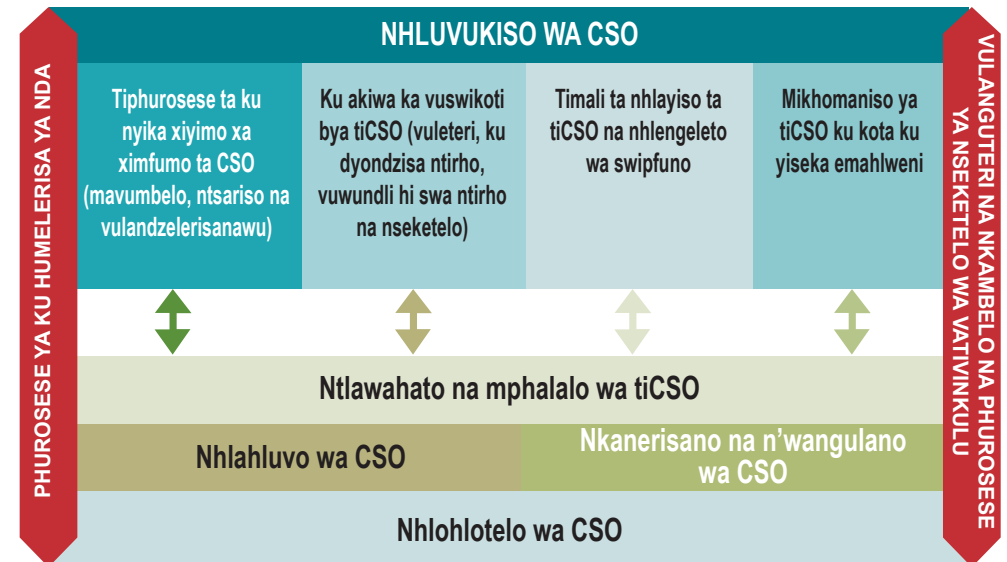 PHUROSESE YA KU HUMELERISA YA NDA
NHLUVUKISO WA CSO
Tiphurosese ta ku
nyika xiyimo xa
ximfumo ta CSO
(mavumbelo, ntsariso na
vulandzelerisanawu)
Ku akiwa ka vuswikoti
bya tiCSO (vuleteri, ku
dyondzisa ntirho,
vuwundli hi swa ntirho
na nseketelo)
Timali ta nhlayiso ta
tiCSO na nhlengeleto
wa swipfuno
Mikhomaniso ya
tiCSO ku kota ku
yiseka emahlweni
Ntlawahato na mphalalo wa tiCSO
Nhlahluvo wa CSO
Nkanerisano na n’wangulano
wa CSO
Nhlohlotelo wa CSO
VULANGUTERI NA NKAMBELO NA PHUROSESE
YA NSEKETELO WA VATIVINKULU